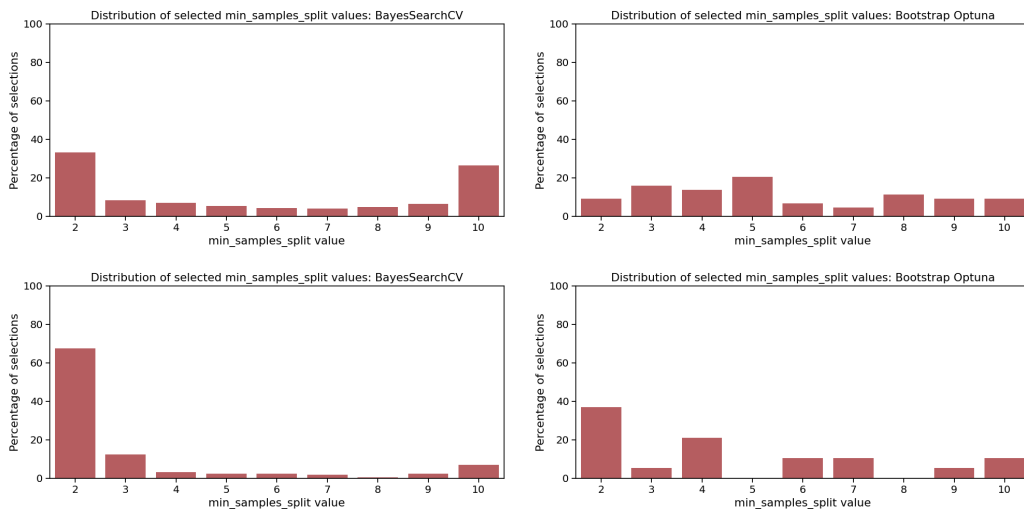 Distribution of selected min_samples_split values: BayesSearchCV
100
80
60
40
20
0
Percentage of selections
2 3 4 5 6 7 8 9 10
min_samples_split value
Distribution of selected min_samples_split values: Bootstrap Optuna
100
80
60
40
20
0
Percentage of selections
2 3 4 5 6 7 8 9 10
min_samples_split value
Distribution of selected min_samples_split values: BayesSearchCV
100
80
60
40
20
0
Percentage of selections
2 3 4 5 6 7 8 9 10
min_samples_split value
Distribution of selected min_samples_split values: Bootstrap Optuna
100
80
60
40
20
0
Percentage of selections
2 3 4 5 6 7 8 9 10
min_samples_split value